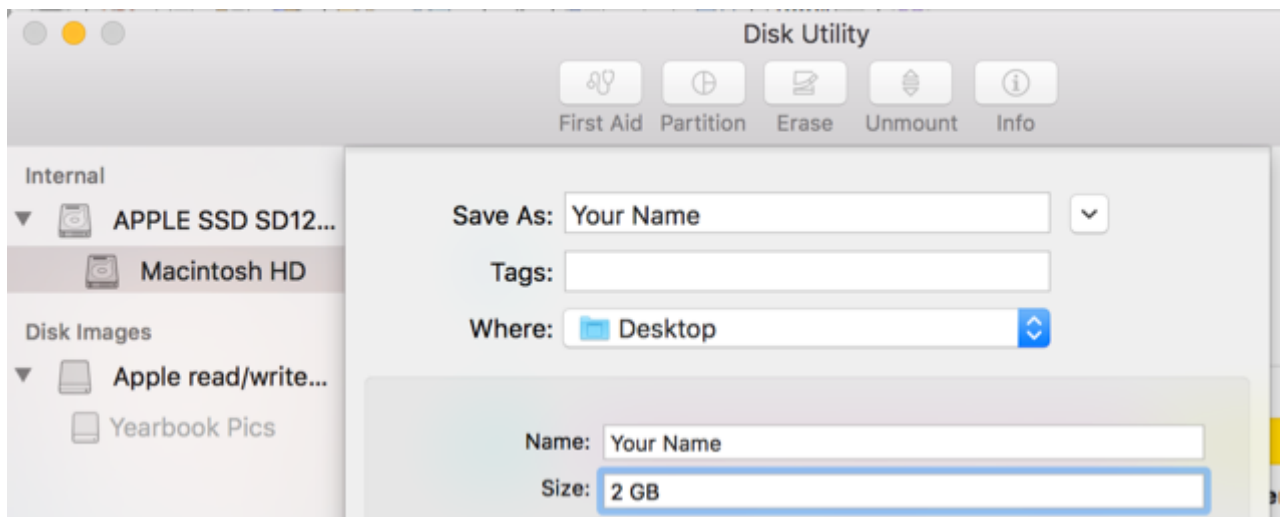 Disk Utility
First Aid Partition Erase Unmount Info
Internal
APPLE SSD SD12...
Macintosh HD
Disk Images
Apple read/write...
Yearbook Pics
Save As: Your Name
Tags:
Where: Desktop
Name: Your Name
Size: 2 GB